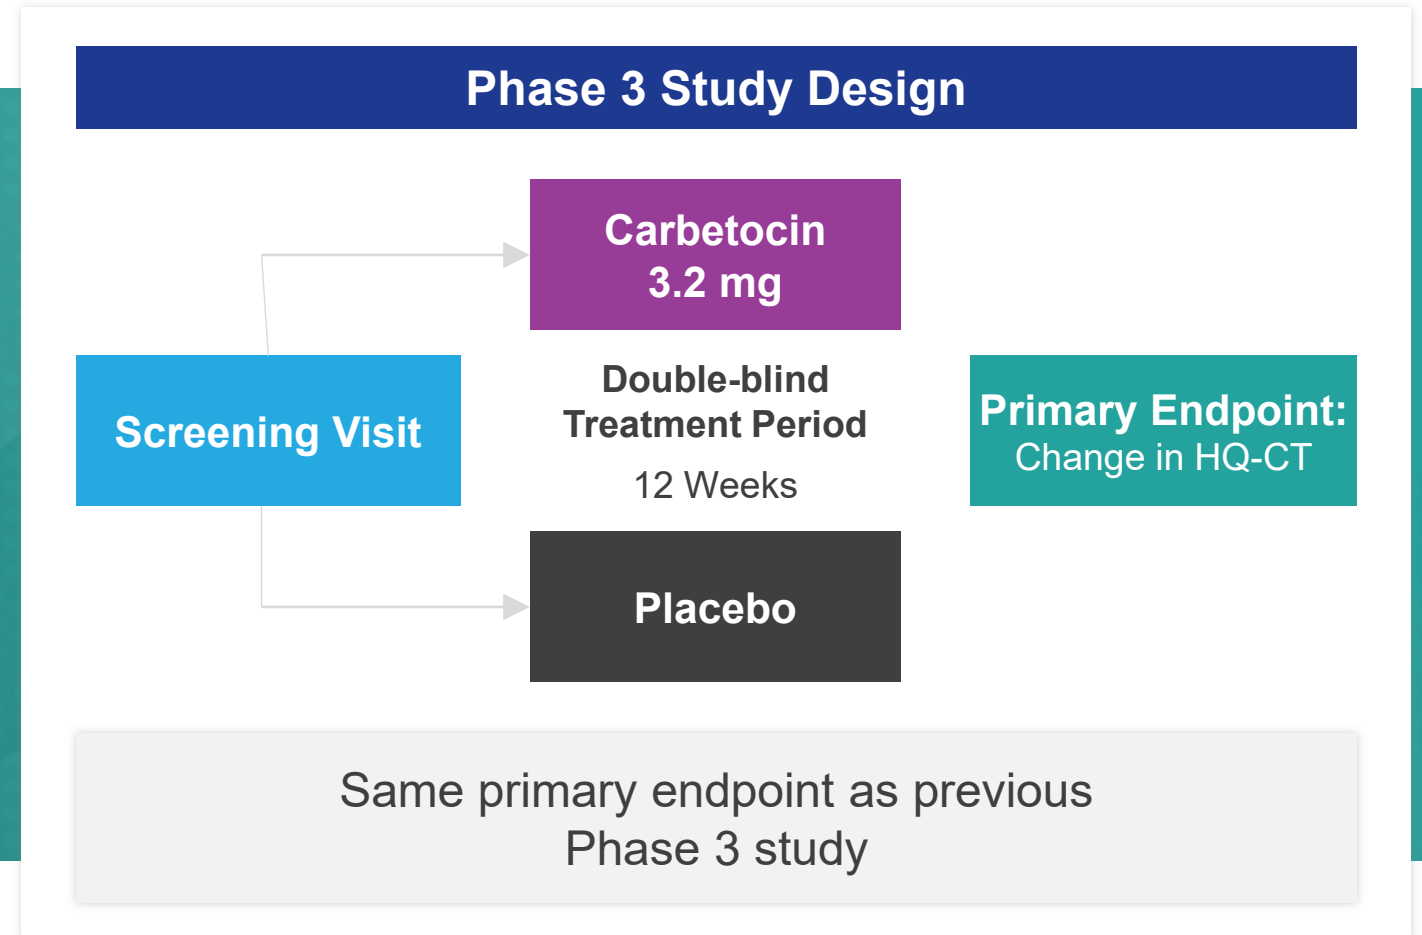 Phase 3 Study Design
Carbetocin
3.2 mg
Screening Visit
Double-blind
Treatment Period
12 Weeks
Primary Endpoint:
Change in HQ-CT
Placebo
Same primary endpoint as previous
Phase 3 study